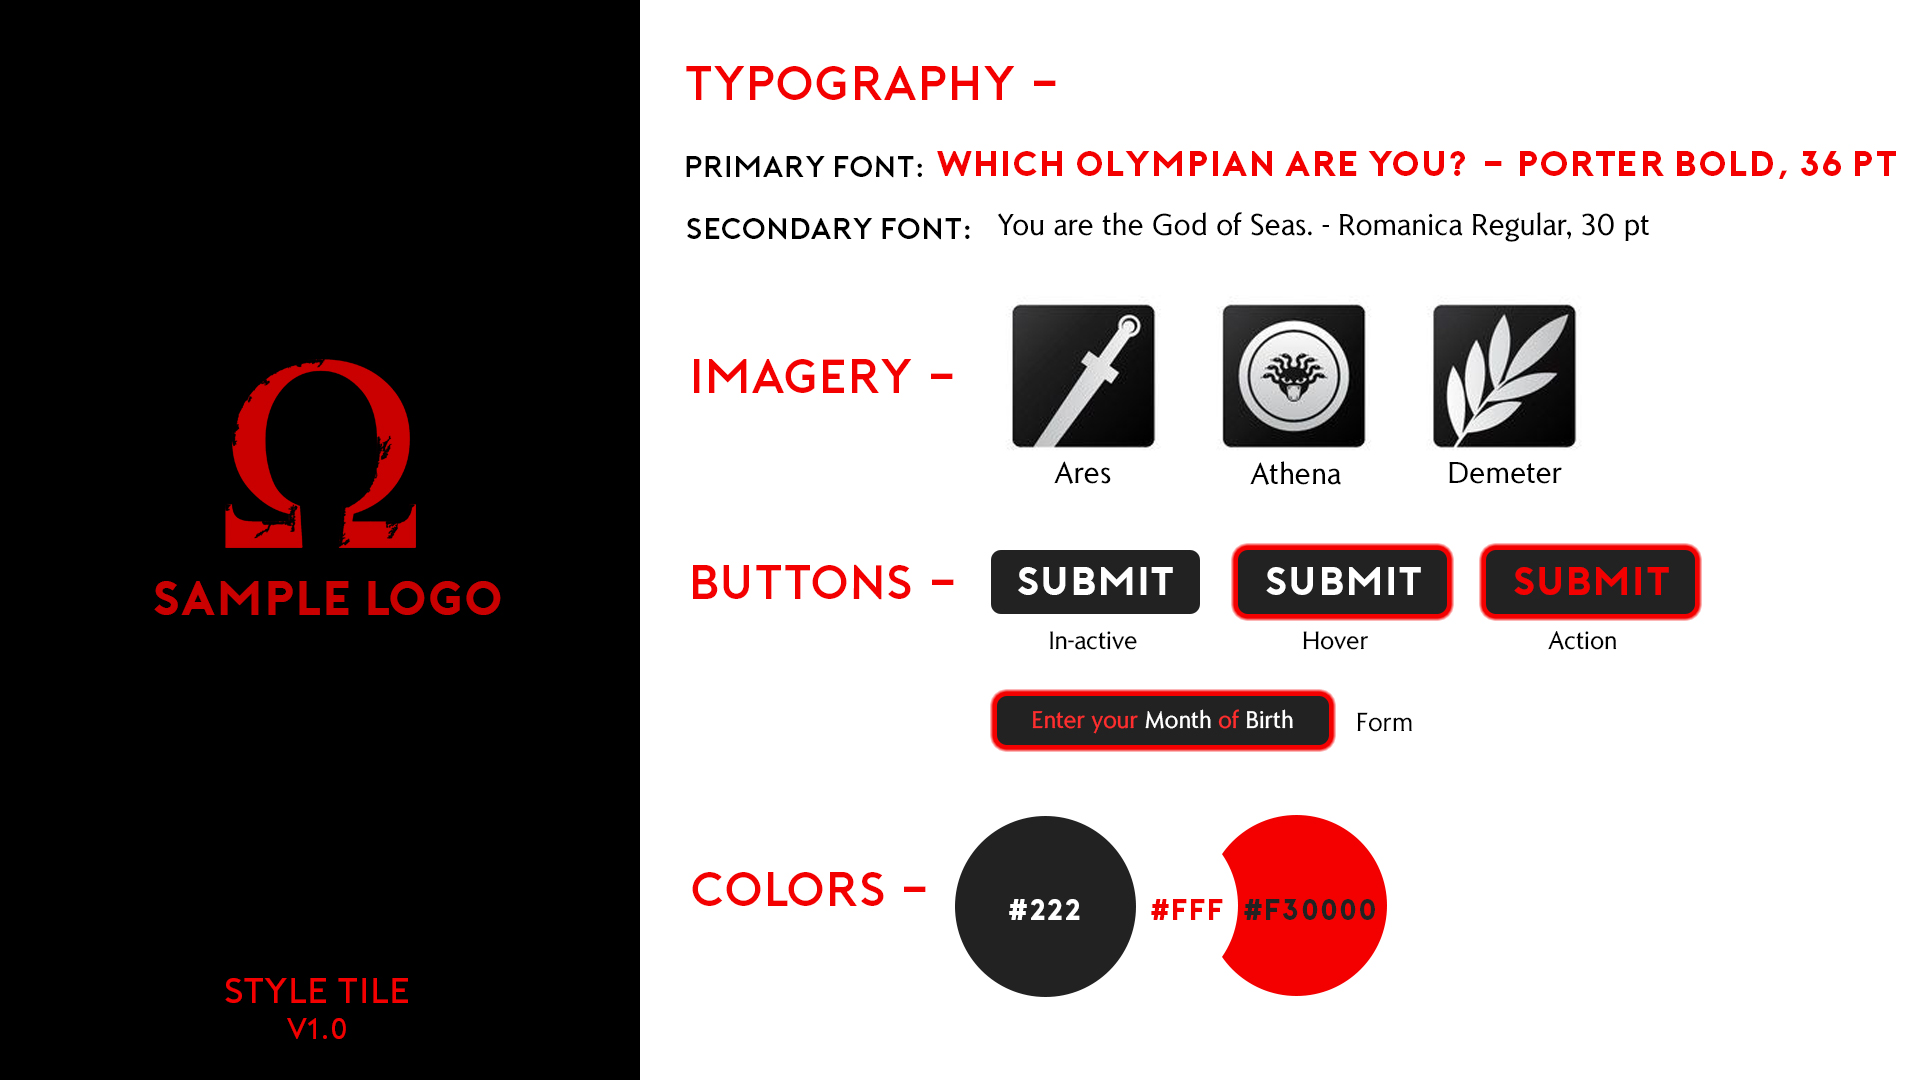 Ω
SAMPLE LOGO
STYLE TILE
V1.0
TYPOGRAPHY –
PRIMARY FONT: WHICH OLYMPIAN ARE YOU? – PORTER BOLD, 36 PT
SECONDARY FONT: You are the God of Seas. - Romanica Regular, 30 pt
IMAGERY –
Ares Athena Demeter
BUTTONS –
SUBMIT SUBMIT SUBMIT
In-active Hover Action
Enter your Month of Birth Form
COLORS –
#222 #FFF #F30000